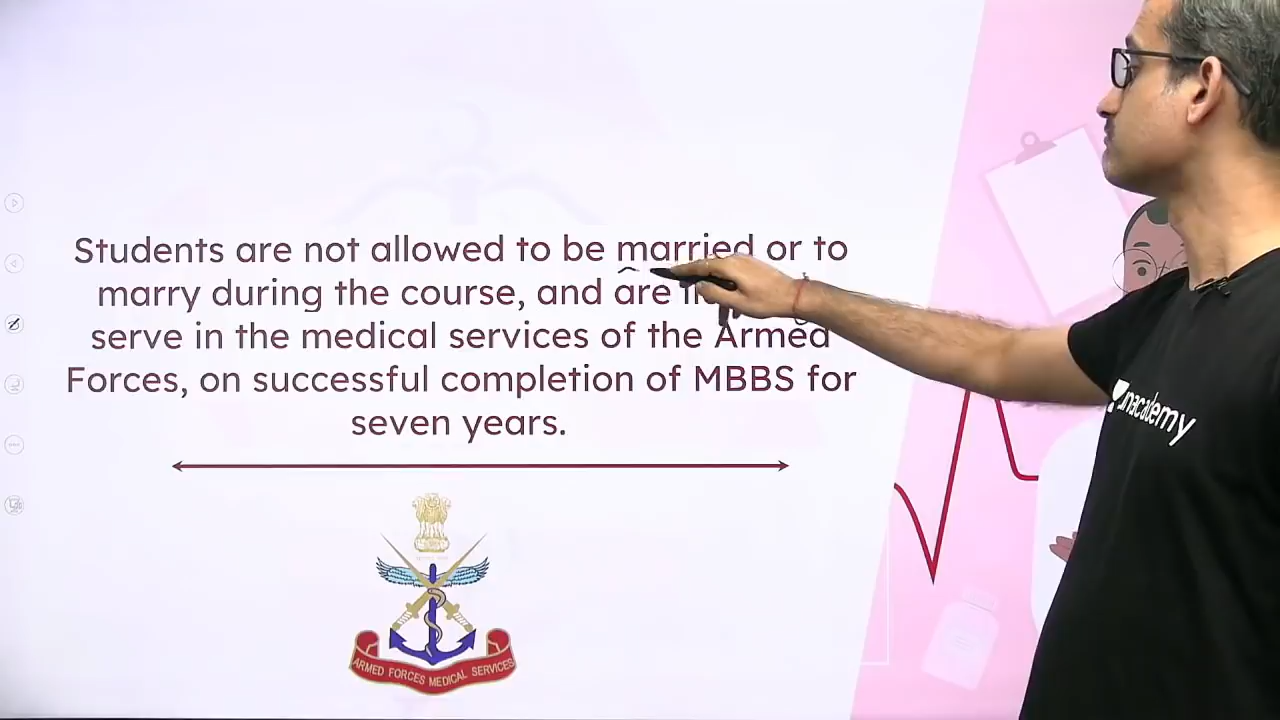 Students are not allowed to be married or to
marry during the course, and are
serve in the medical services of the Armed
Forces, on successful completion of MBBS for
seven years.
ARMED FORCES MEDICAL SERVICES
unacademy